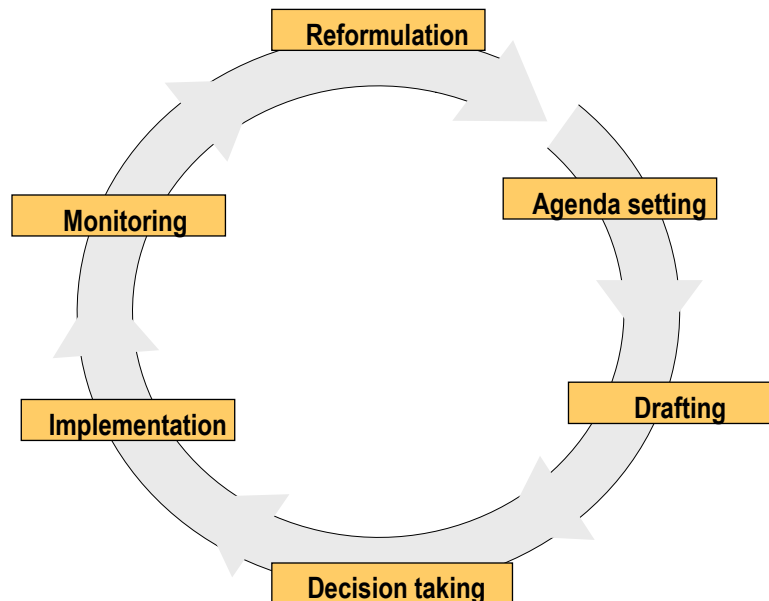 Reformulation
Agenda setting
Drafting
Decision taking
Implementation
Monitoring